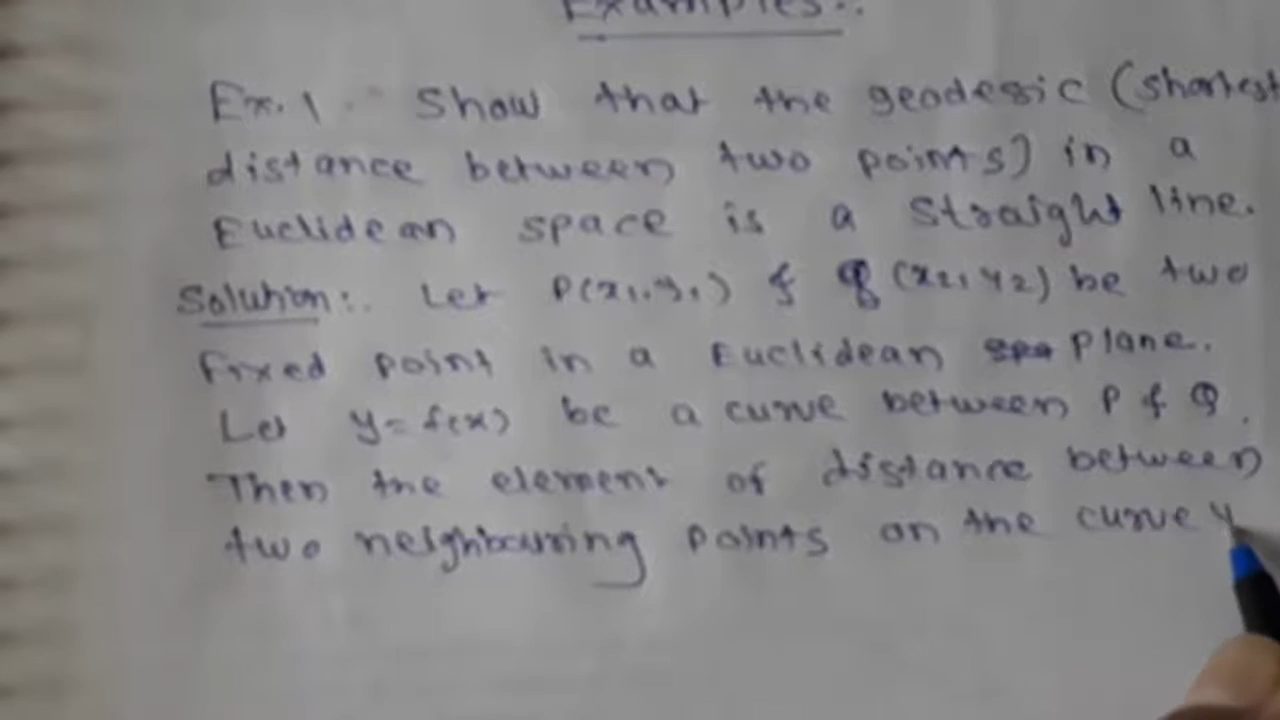 Examples:.
Ex. 1. Show that the geodesic (shortest
distance between two points) in a
Euclidean space is a straight line.
Solution:. Let P(x1,y1) & Q (x2, y2) be two
fixed point in a Euclidean plane.
Let y=f(x) be a curve between P & Q.
Then the element of distance between
two neighbouring points on the curve y